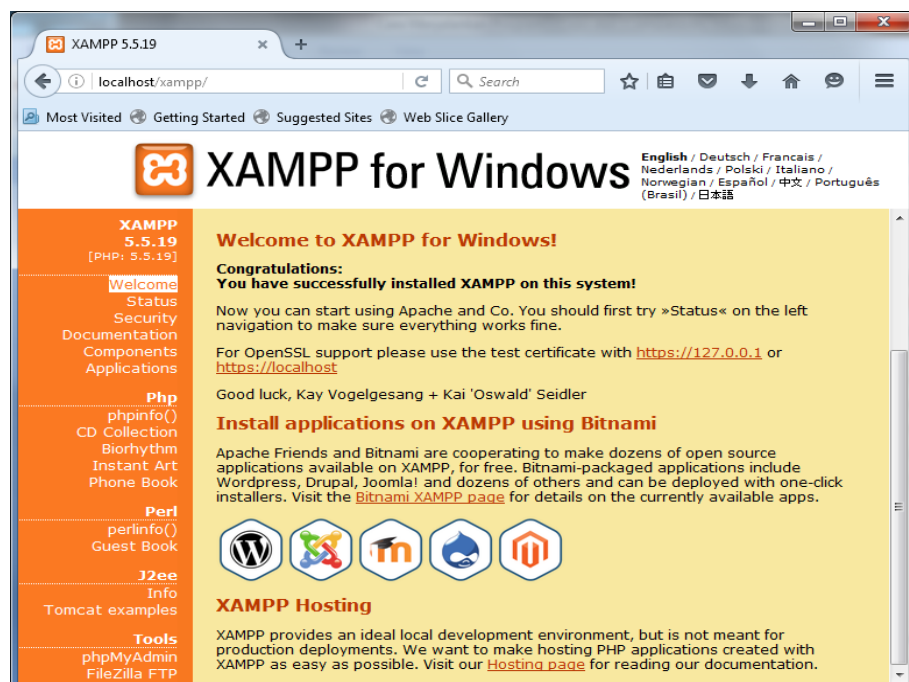 XAMPP 5.5.19
localhost/xampp/
Search
Most Visited Getting Started Suggested Sites Web Slice Gallery
XAMPP for Windows
English / Deutsch / Francais /
Nederlands / Polski / Italiano /
Norwegian / Español / 中文 / Português
(Brasil) / 日本語
XAMPP
5.5.19
[PHP: 5.5.19]
Welcome
Status
Security
Documentation
Components
Applications
Php
phpinfo()
CD Collection
Biorhythm
Instant Art
Phone Book
Perl
perlinfo()
Guest Book
J2ee
Info
Tomcat examples
Tools
phpMyAdmin
FileZilla FTP
Welcome to XAMPP for Windows!
Congratulations:
You have successfully installed XAMPP on this system!
Now you can start using Apache and Co. You should first try »Status« on the left
navigation to make sure everything works fine.
For OpenSSL support please use the test certificate with https://127.0.0.1 or
https://localhost
Good luck, Kay Vogelgesang + Kai 'Oswald' Seidler
Install applications on XAMPP using Bitnami
Apache Friends and Bitnami are cooperating to make dozens of open source
applications available on XAMPP, for free. Bitnami-packaged applications include
Wordpress, Drupal, Joomla! and dozens of others and can be deployed with one-click
installers. Visit the Bitnami XAMPP page for details on the currently available apps.
XAMPP Hosting
XAMPP provides an ideal local development environment, but is not meant for
production deployments. We want to make hosting PHP applications created with
XAMPP as easy as possible. Visit our Hosting page for reading our documentation.